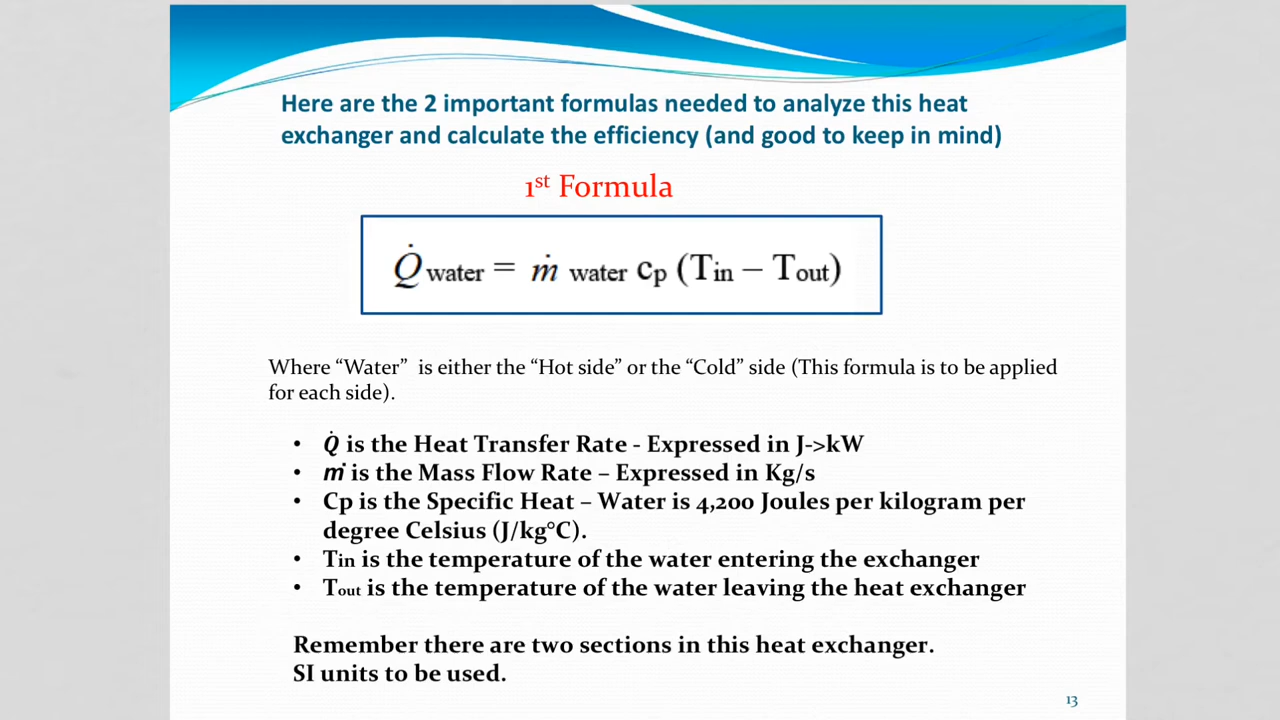 Here are the 2 important formulas needed to analyze this heat
exchanger and calculate the efficiency (and good to keep in mind)
1st Formula
Q̇ water = ṁ water cp (Tin – Tout)
Where “Water”  is either the “Hot side” or the “Cold” side (This formula is to be applied
for each side).
• Q̇ is the Heat Transfer Rate - Expressed in J->kW
• ṁ is the Mass Flow Rate – Expressed in Kg/s
• Cp is the Specific Heat – Water is 4,200 Joules per kilogram per
degree Celsius (J/kg°C).
• Tin is the temperature of the water entering the exchanger
• Tout is the temperature of the water leaving the heat exchanger
Remember there are two sections in this heat exchanger.
SI units to be used.
13